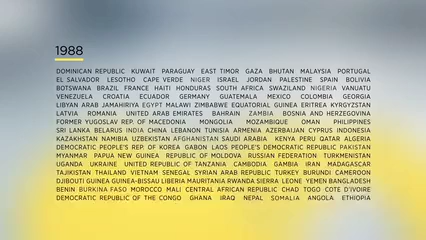 1988
DOMINICAN REPUBLIC KUWAIT PARAGUAY EAST TIMOR GAZA BHUTAN MALAYSIA PORTUGAL
EL SALVADOR LESOTHO CAPE VERDE NIGER ISRAEL JORDAN PALESTINE SPAIN BOLIVIA
BOTSWANA BRAZIL FRANCE HAITI HONDURAS SOUTH AFRICA SWAZILAND NIGERIA VANUATU
VENEZUELA CROATIA ECUADOR GERMANY GUATEMALA MEXICO COLOMBIA GEORGIA
LIBYAN ARAB JAMAHIRIYA EGYPT MALAWI ZIMBABWE EQUATORIAL GUINEA ERITREA KYRGYZSTAN
LATVIA ROMANIA UNITED ARAB EMIRATES BAHRAIN ZAMBIA BOSNIA AND HERZEGOVINA
FORMER YUGOSLAV REP. OF MACEDONIA MONGOLIA MOZAMBIQUE OMAN PHILIPPINES
SRI LANKA BELARUS INDIA CHINA LEBANON TUNISIA ARMENIA AZERBAIJAN CYPRUS INDONESIA
KAZAKHSTAN NAMIBIA UZBEKISTAN AFGHANISTAN SAUDI ARABIA KENYA PERU QATAR ALGERIA
DEMOCRATIC PEOPLE'S REP. OF KOREA GABON LAOS PEOPLE'S DEMOCRATIC REPUBLIC PAKISTAN
MYANMAR PAPUA NEW GUINEA REPUBLIC OF MOLDOVA RUSSIAN FEDERATION TURKMENISTAN
UGANDA UKRAINE UNITED REPUBLIC OF TANZANIA CAMBODIA GAMBIA IRAN MADAGASCAR
TAJIKISTAN THAILAND VIETNAM SENEGAL SYRIAN ARAB REPUBLIC TURKEY BURUNDI CAMEROON
DJIBOUTI GUINEA GUINEA-BISSAU LIBERIA MAURITANIA RWANDA SIERRA LEONE YEMEN BANGLADESH
BENIN BURKINA FASO MOROCCO MALI CENTRAL AFRICAN REPUBLIC CHAD TOGO COTE D'IVOIRE
DEMOCRATIC REPUBLIC OF THE CONGO GHANA IRAQ NEPAL SOMALIA ANGOLA ETHIOPIA